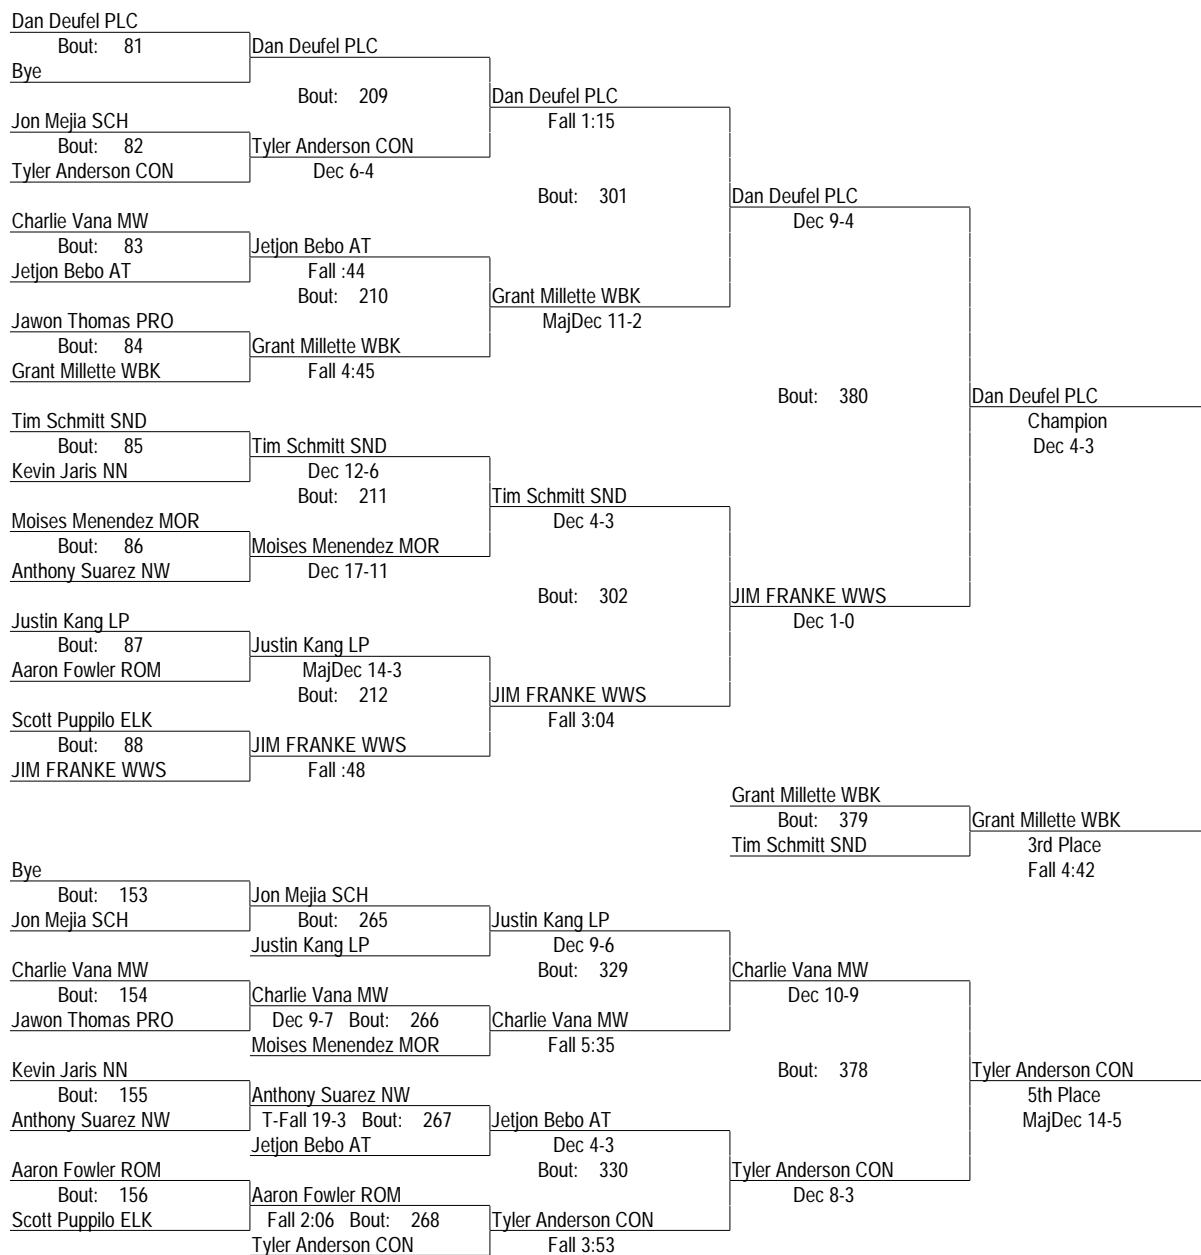 Dan Deufel PLC
Bout: 81 Dan Deufel PLC
Bye
Bout: 209 Dan Deufel PLC
Jon Mejia SCH Fall 1:15
Bout: 82 Tyler Anderson CON
Tyler Anderson CON Dec 6-4
Bout: 301 Dan Deufel PLC
Charlie Vana MW Dec 9-4
Bout: 83 Jetjon Bebo AT
Jetjon Bebo AT Fall :44
Bout: 210 Grant Millette WBK
Jawon Thomas PRO MajDec 11-2
Bout: 84 Grant Millette WBK
Grant Millette WBK Fall 4:45
Bout: 380 Dan Deufel PLC
Tim Schmitt SND Champion
Bout: 85 Tim Schmitt SND Dec 4-3
Kevin Jaris NN Dec 12-6
Bout: 211 Tim Schmitt SND
Moises Menendez MOR Dec 4-3
Bout: 86 Moises Menendez MOR
Anthony Suarez NW Dec 17-11
Bout: 302 JIM FRANKE WWS
Justin Kang LP Dec 1-0
Bout: 87 Justin Kang LP
Aaron Fowler ROM MajDec 14-3
Bout: 212 JIM FRANKE WWS
Scott Puppilo ELK Fall 3:04
Bout: 88 JIM FRANKE WWS
JIM FRANKE WWS Fall :48
Grant Millette WBK
Bout: 379 Grant Millette WBK
Tim Schmitt SND 3rd Place
Bye Fall 4:42
Bout: 153 Jon Mejia SCH
Jon Mejia SCH Bout: 265 Justin Kang LP
Justin Kang LP Dec 9-6
Charlie Vana MW Bout: 329 Charlie Vana MW
Bout: 154 Charlie Vana MW Dec 10-9
Jawon Thomas PRO Dec 9-7 Bout: 266 Charlie Vana MW
Moises Menendez MOR Fall 5:35
Kevin Jaris NN Bout: 378 Tyler Anderson CON
Bout: 155 Anthony Suarez NW 5th Place
Anthony Suarez NW T-Fall 19-3 Bout: 267 Jetjon Bebo AT MajDec 14-5
Jetjon Bebo AT Dec 4-3
Aaron Fowler ROM Bout: 330 Tyler Anderson CON
Bout: 156 Aaron Fowler ROM Dec 8-3
Scott Puppilo ELK Fall 2:06 Bout: 268 Tyler Anderson CON
Tyler Anderson CON Fall 3:53